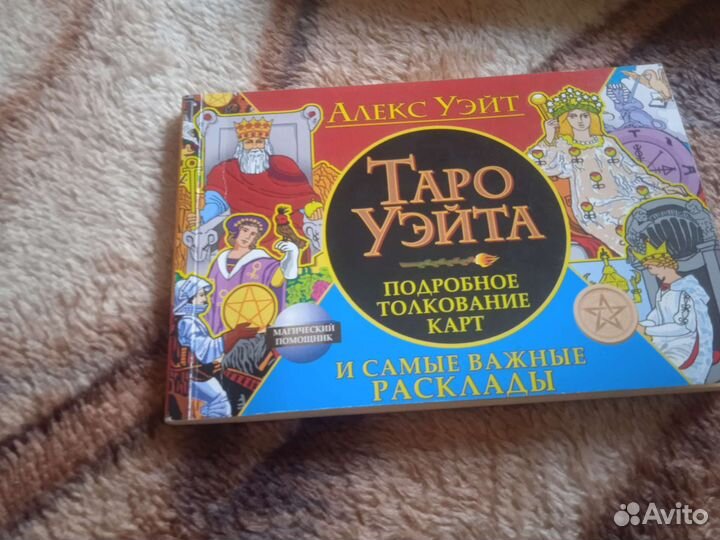 АЛЕКС УЭЙТ
ТАРО
УЭЙТА
ПОДРОБНОЕ
ТОЛКОВАНИЕ
КАРТ
МАГИЧЕСКИЙ
ПОМОЩНИК
И САМЫЕ ВАЖНЫЕ
РАСКЛАДЫ
Avito